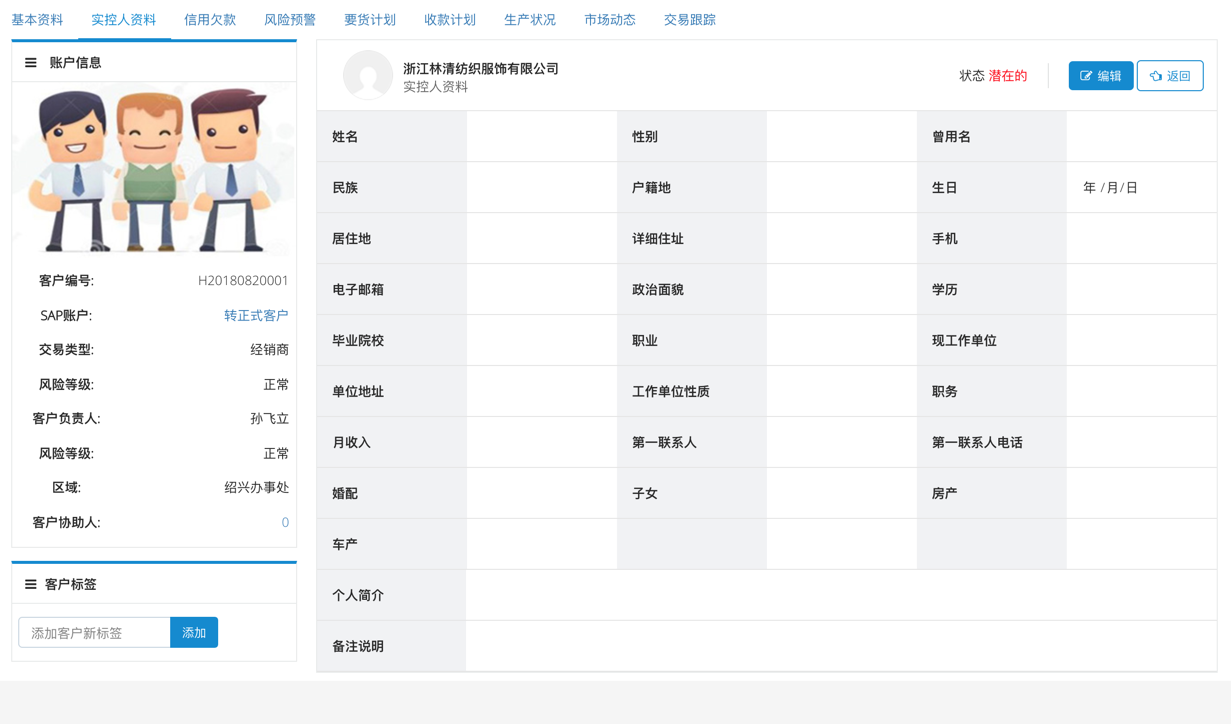 基本资料 实控人资料 信用欠款 风险预警 要货计划 收款计划 生产状况 市场动态 交易跟踪
账户信息
客户编号: H20180820001
SAP账户: 转正式客户
交易类型: 经销商
风险等级: 正常
客户负责人: 孙飞立
风险等级: 正常
区域: 绍兴办事处
客户协助人: 0
客户标签
添加客户新标签 添加
浙江林清纺织服饰有限公司
实控人资料
状态 潜在的 编辑 返回
姓名 性别 曾用名
民族 户籍地 生日 年 /月/日
居住地 详细住址 手机
电子邮箱 政治面貌 学历
毕业院校 职业 现工作单位
单位地址 工作单位性质 职务
月收入 第一联系人 第一联系人电话
婚配 子女 房产
车产
个人简介
备注说明